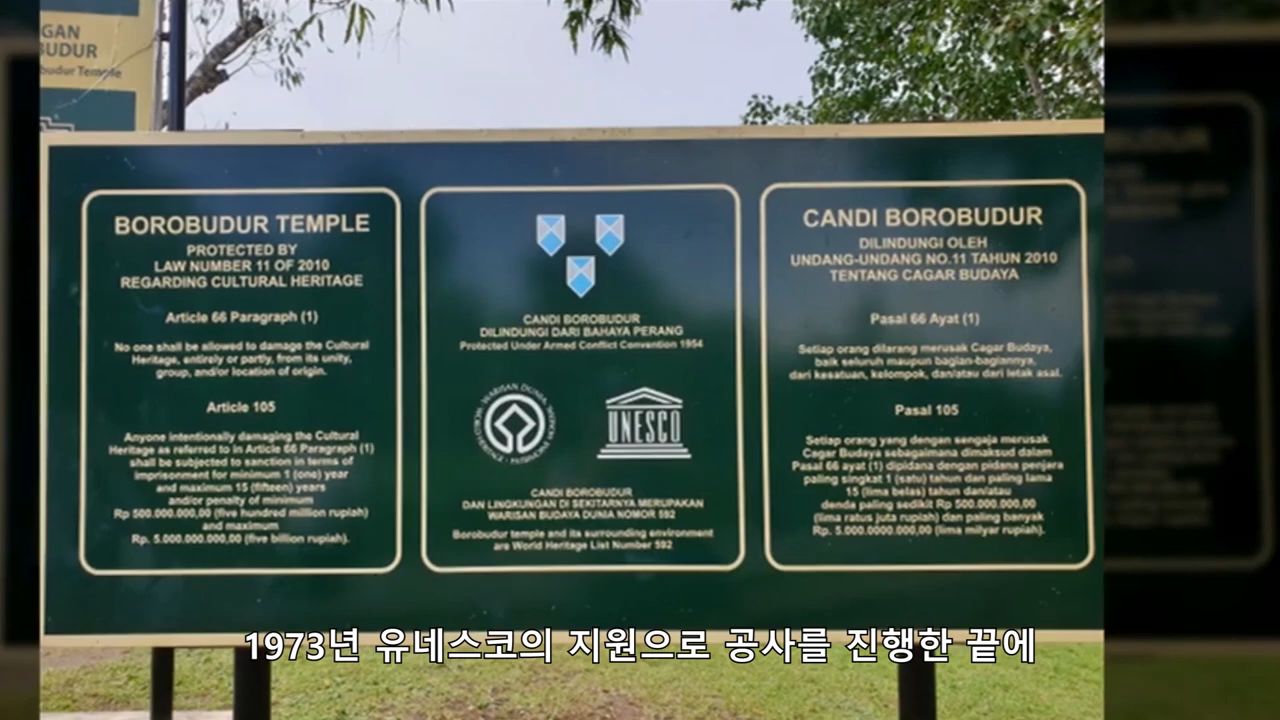 GAN
BUDUR
budur Temple
BOROBUDUR TEMPLE
PROTECTED BY
LAW NUMBER 11 OF 2010
REGARDING CULTURAL HERITAGE
Article 66 Paragraph (1)
No one shall be allowed to damage the Cultural
Heritage, entirely or partly, from its unity,
group, and/or location of origin.
Article 105
Anyone intentionally damaging the Cultural
Heritage as referred to in Article 66 Paragraph (1)
shall be subjected to sanction in terms of
imprisonment for minimum 1 (one) year
and maximum 15 (fifteen) years
and/or penalty of minimum
Rp 500.000.000,00 (five hundred million rupiah)
and maximum
Rp. 5.000.000.000,00 (five billion rupiah).
CANDI BOROBUDUR
DILINDUNGI DARI BAHAYA PERANG
Protected Under Armed Conflict Convention 1954
WARISAN DUNIA
WORLD HERITAGE
PATRIMOINE MONDIAL
UNESCO
CANDI BOROBUDUR
DAN LINGKUNGAN DI SEKITARNYA MERUPAKAN
WARISAN BUDAYA DUNIA NOMOR 592
Borobudur temple and its surrounding environment
are World Heritage List Number 592
CANDI BOROBUDUR
DILINDUNGI OLEH
UNDANG-UNDANG NO.11 TAHUN 2010
TENTANG CAGAR BUDAYA
Pasal 66 Ayat (1)
Setiap orang dilarang merusak Cagar Budaya,
baik seluruh maupun bagian-bagiannya,
dari kesatuan, kelompok, dan/atau dari letak asal.
Pasal 105
Setiap orang yang dengan sengaja merusak
Cagar Budaya sebagaimana dimaksud dalam
Pasal 66 ayat (1) dipidana dengan pidana penjara
paling singkat 1 (satu) tahun dan paling lama
15 (lima belas) tahun dan/atau
denda paling sedikit Rp 500.000.000,00
(lima ratus juta rupiah) dan paling banyak
Rp. 5.000.0000.000,00 (lima milyar rupiah).
1973년 유네스코의 지원으로 공사를 진행한 끝에